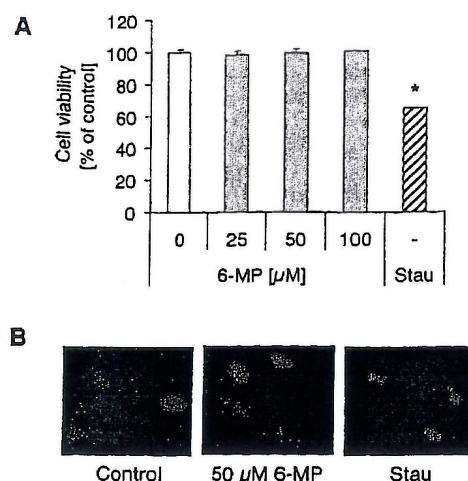 A
Cell viability
[% of control]
120
100
80
60
40
20
0
*
0 25 50 100 -
6-MP [µM] Stau
B
Control 50 µM 6-MP Stau